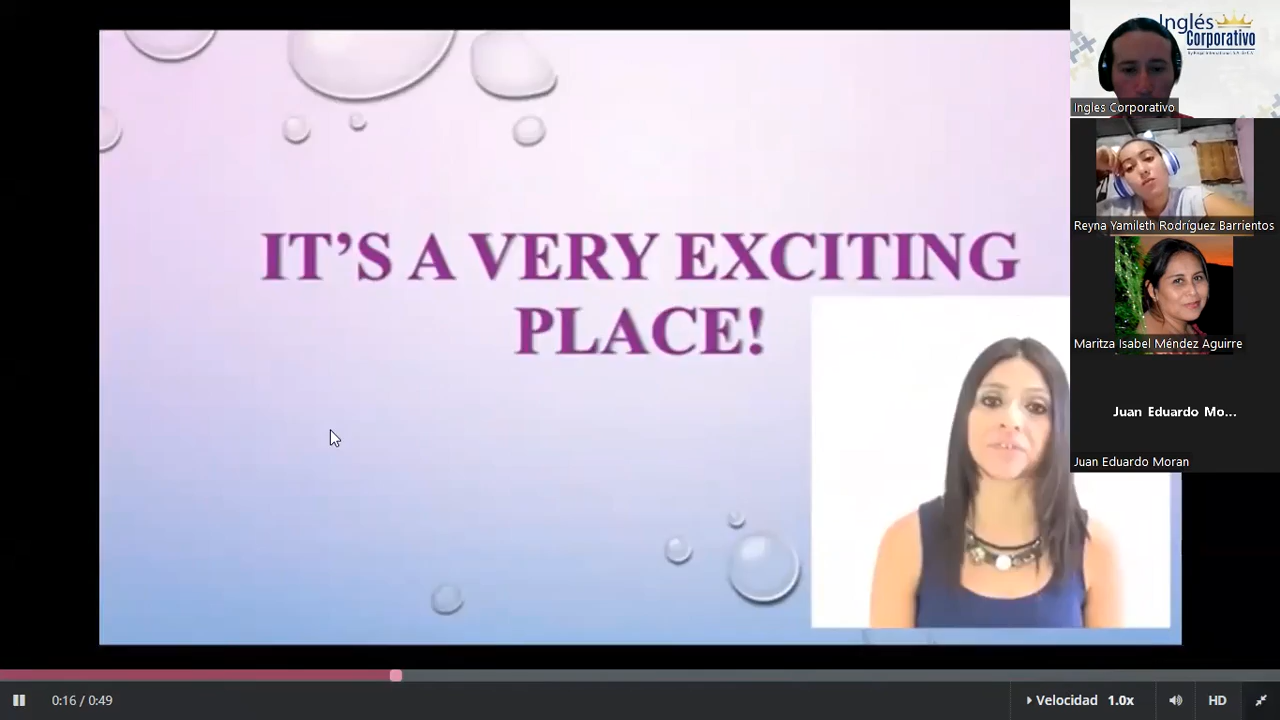 IT'S A VERY EXCITING
PLACE!
Inglés
Corporativo
Ingles Corporativo
Reyna Yamileth Rodríguez Barrientos
Maritza Isabel Méndez Aguirre
Juan Eduardo Mo...
Juan Eduardo Moran
0:16 / 0:49
Velocidad 1.0x
HD